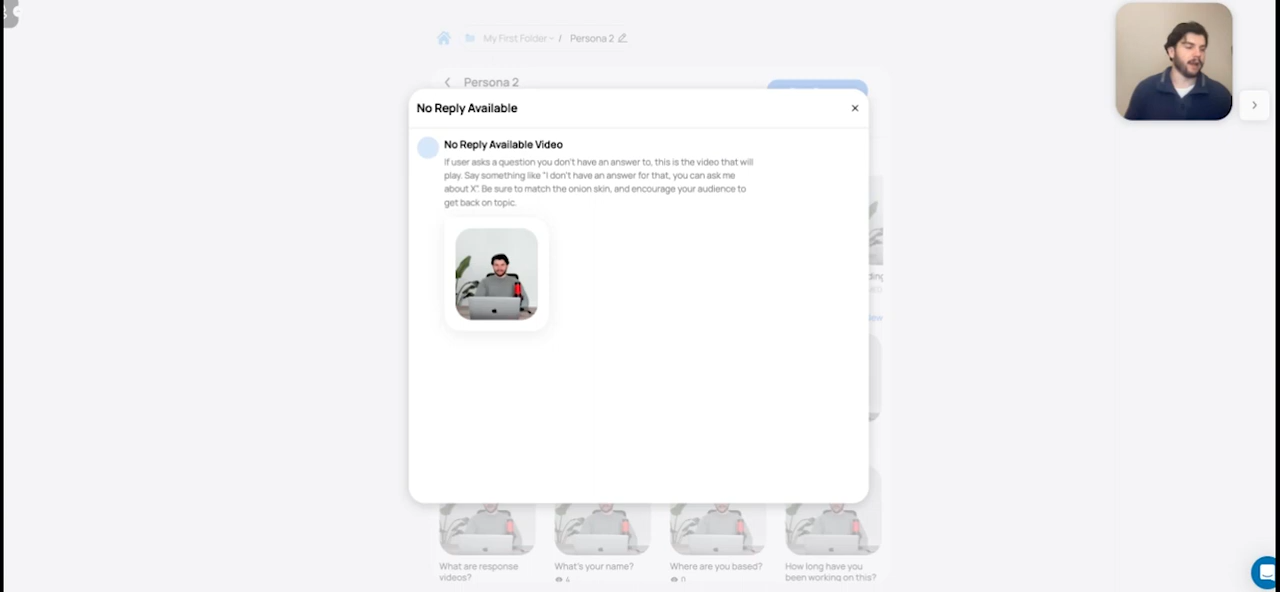 My First Folder
/ Persona 2
Persona 2
No Reply Available
No Reply Available Video
If user asks a question you don't have an answer to, this is the video that will
play. Say something like "I don't have an answer for that, you can ask me
about X". Be sure to match the onion skin, and encourage your audience to
get back on topic.
What are response
videos?
What's your name?
4
Where are you based?
0
How long have you
been working on this?